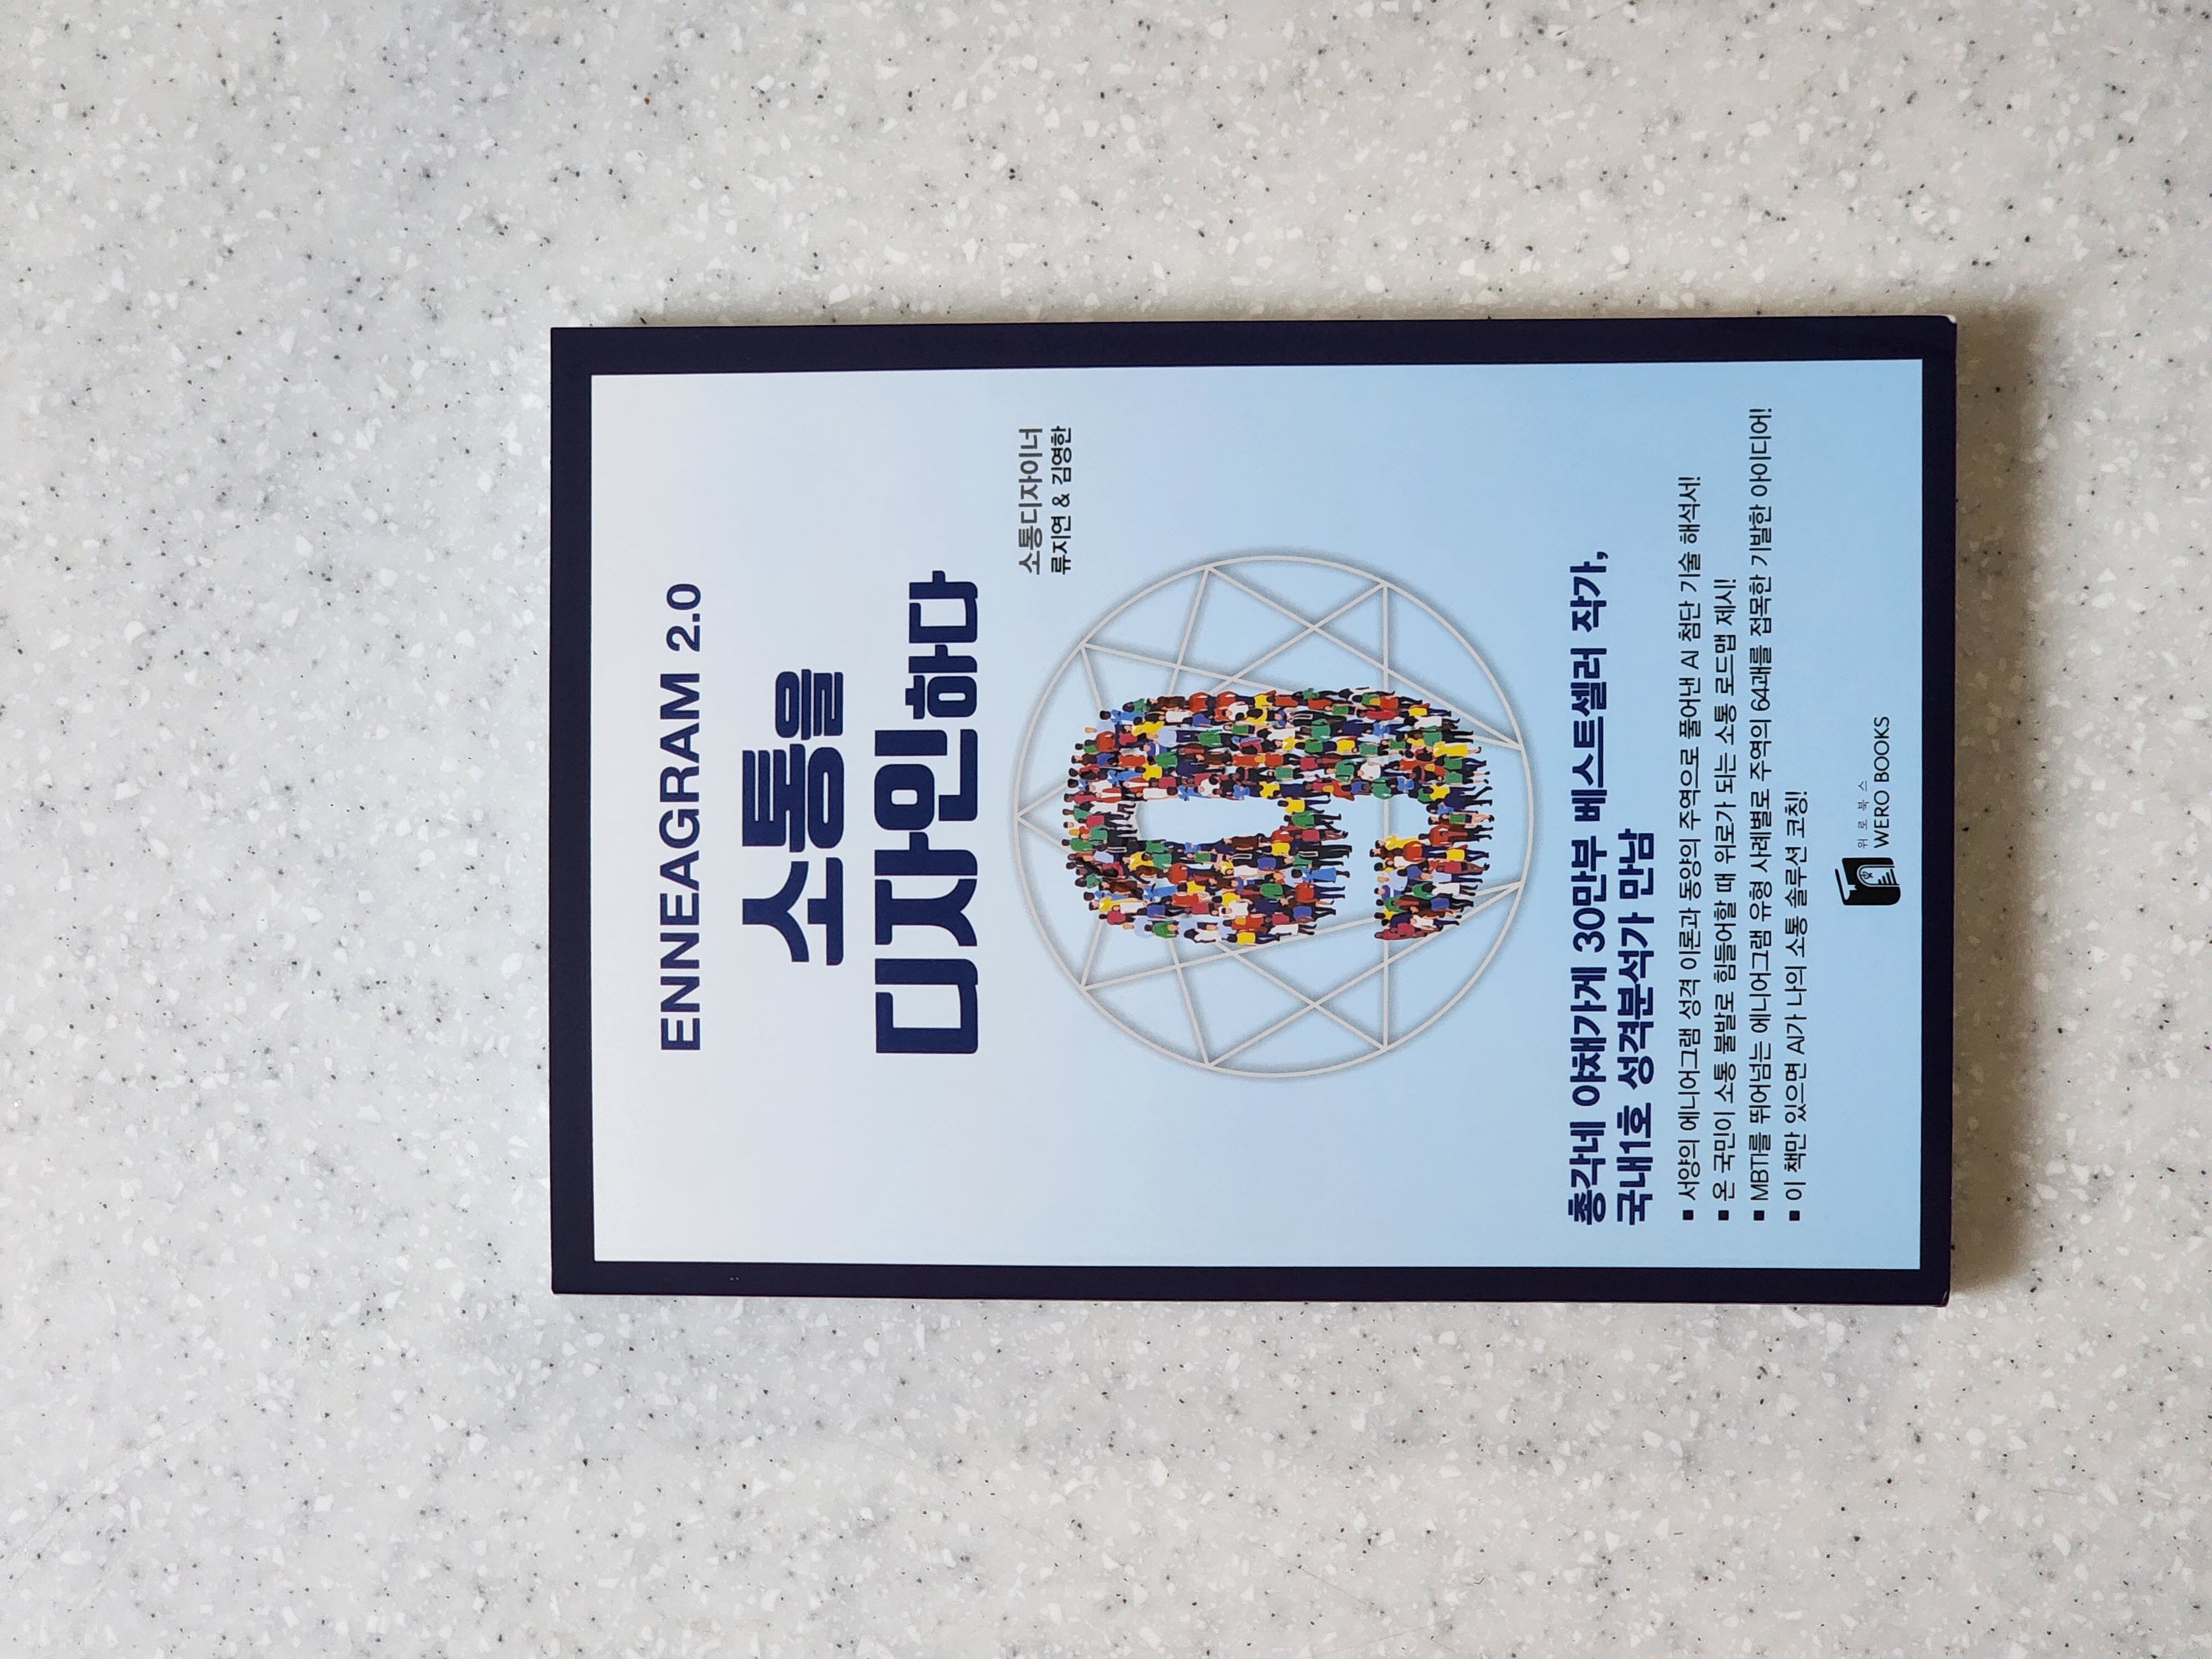 ENNEAGRAM 2.0
소통을
디자인하다
소통디자이너
류지연 & 김영한
9
총각네 야채가게 30만부 베스트셀러 작가,
국내1호 성격분석가 만남
▪ 서양의 에니어그램 성격 이론과 동양의 주역으로 풀어낸 AI 첨단 기술 해석서!
▪ 온 국민이 소통 불발로 힘들어할 때 위로가 되는 소통 로드맵 제시!
▪ MBTI를 뛰어넘는 에니어그램 유형 사례별로 주역의 64괘를 접목한 기발한 아이디어!
▪ 이 책만 있으면 AI가 나의 소통 솔루션 코칭!
위로북스
WERO BOOKS